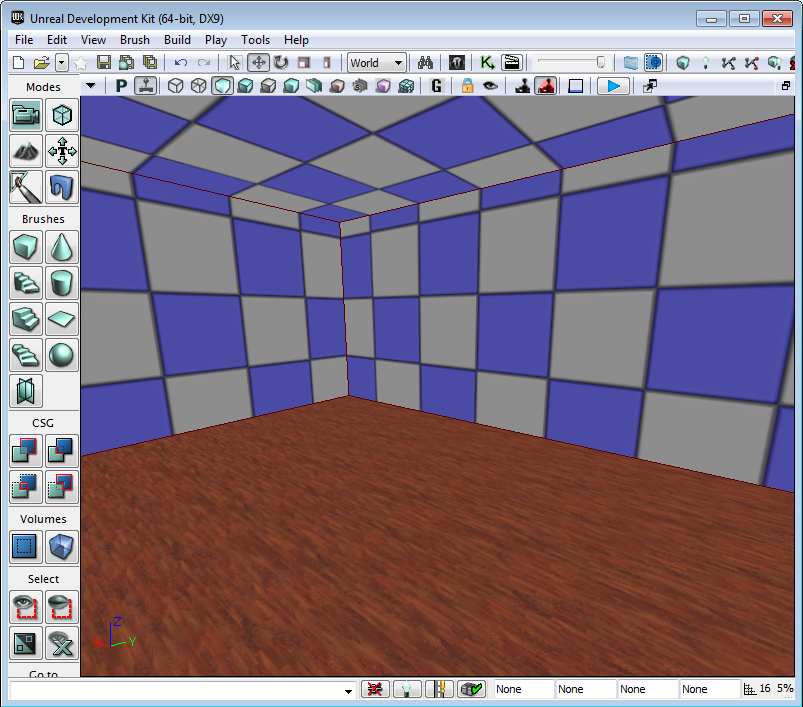 Unreal Development Kit (64-bit, DX9)
File Edit View Brush Build Play Tools Help
World
Modes
P G
Brushes
CSG
Volumes
Select
Z
Y
Go to
None None None None 16 5%